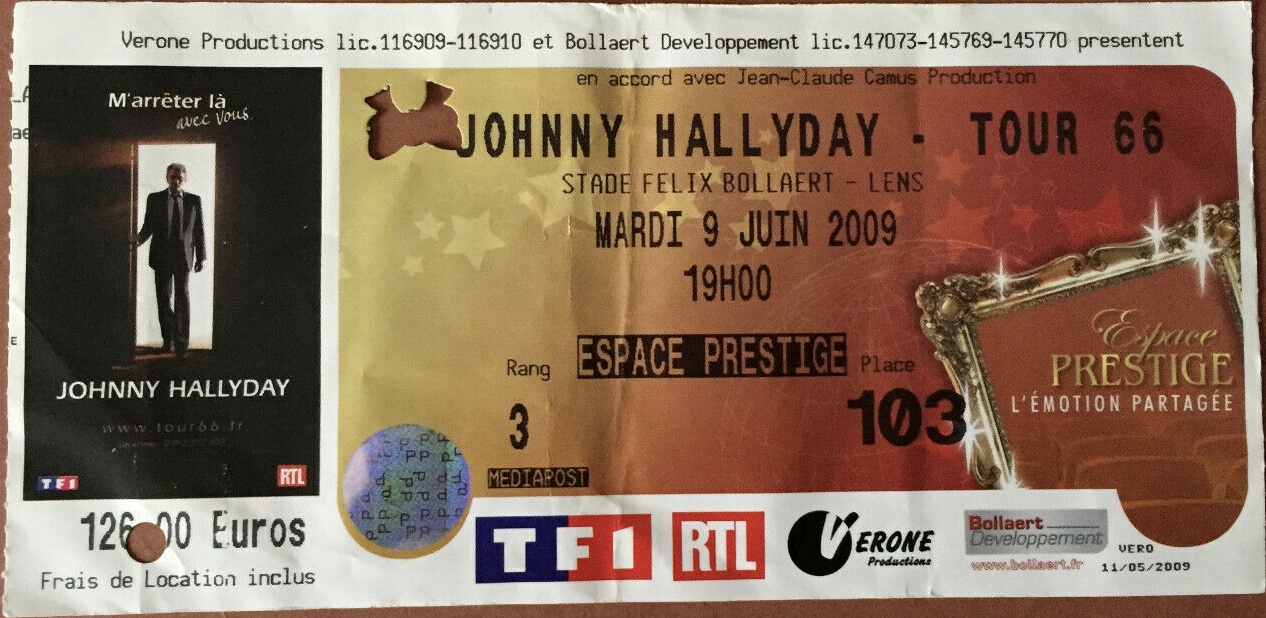 Verone Productions lic.116909-116910 et Bollaert Developpement lic.147073-145769-145770 presentent
en accord avec Jean-Claude Camus Production
M'arrêter là
avec vous
JOHNNY HALLYDAY - TOUR 66
STADE FELIX BOLLAERT - LENS
MARDI 9 JUIN 2009
19H00
Rang ESPACE PRESTIGE Place
3 103
MEDIAPOST
Espace
PRESTIGE
L'ÉMOTION PARTAGÉE
JOHNNY HALLYDAY
www.tour66.fr
TF1 RTL
126,00 Euros
Frais de Location inclus
TF1 RTL VERONE
Productions
Bollaert
Developpement
www.bollaert.fr
VERO
11/05/2009